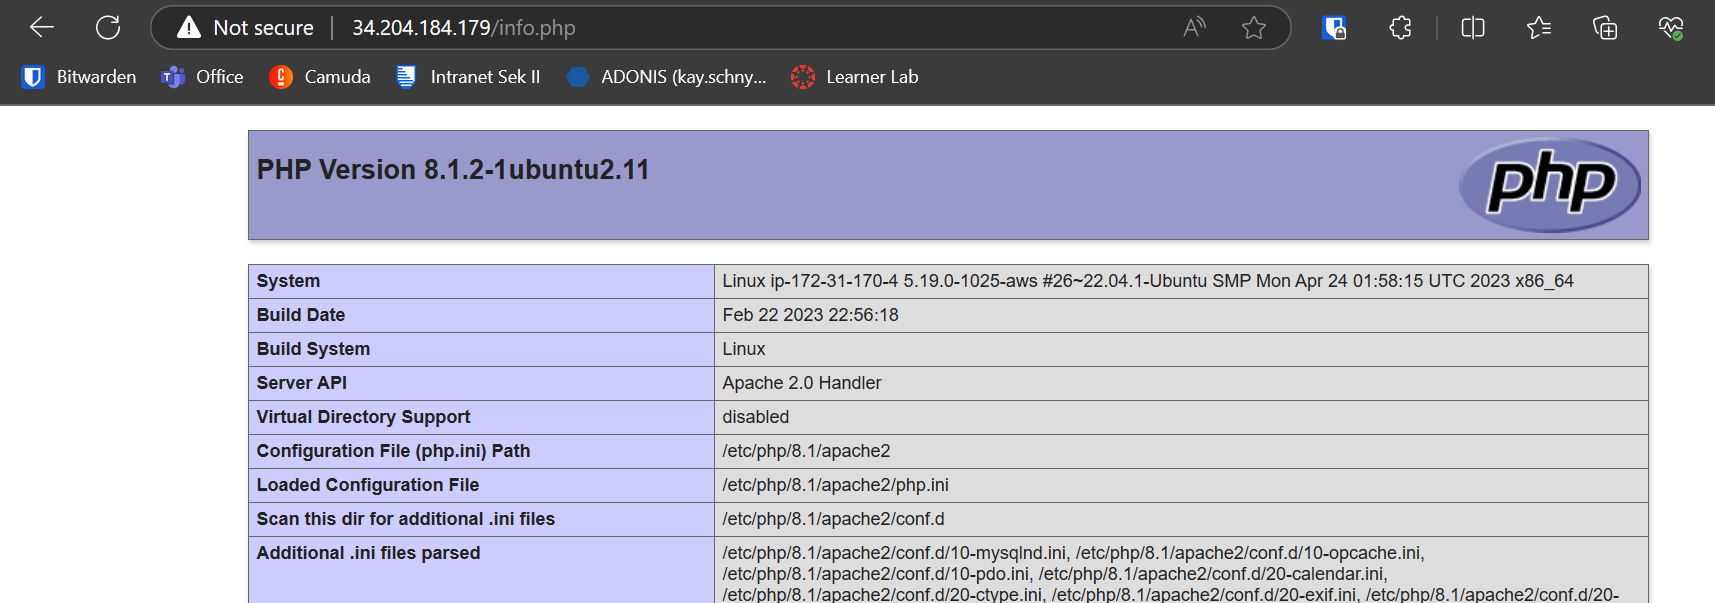 Not secure 34.204.184.179/info.php
Bitwarden Office Camuda Intranet Sek II ADONIS (kay.schny... Learner Lab
PHP Version 8.1.2-1ubuntu2.11
php
System Linux ip-172-31-170-4 5.19.0-1025-aws #26~22.04.1-Ubuntu SMP Mon Apr 24 01:58:15 UTC 2023 x86_64
Build Date Feb 22 2023 22:56:18
Build System Linux
Server API Apache 2.0 Handler
Virtual Directory Support disabled
Configuration File (php.ini) Path /etc/php/8.1/apache2
Loaded Configuration File /etc/php/8.1/apache2/php.ini
Scan this dir for additional .ini files /etc/php/8.1/apache2/conf.d
Additional .ini files parsed /etc/php/8.1/apache2/conf.d/10-mysqlnd.ini, /etc/php/8.1/apache2/conf.d/10-opcache.ini,
/etc/php/8.1/apache2/conf.d/10-pdo.ini, /etc/php/8.1/apache2/conf.d/20-calendar.ini,
/etc/php/8.1/apache2/conf.d/20-ctype.ini, /etc/php/8.1/apache2/conf.d/20-exif.ini, /etc/php/8.1/apache2/conf.d/20-